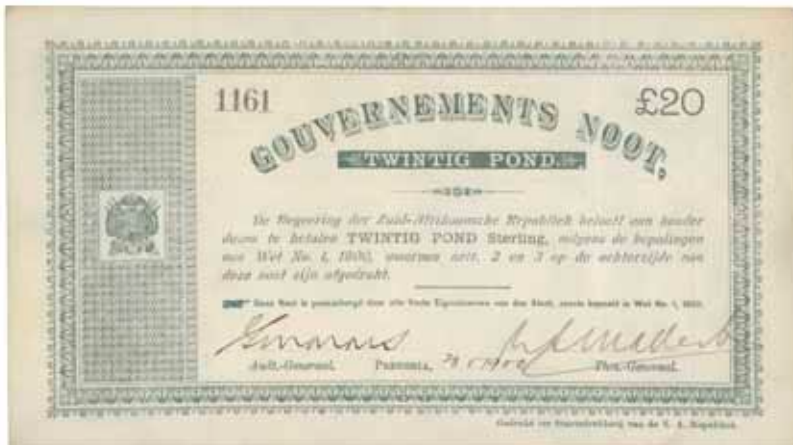 1161 £20
GOUVERNEMENTS NOOT,
TWINTIG POND.
De Regeering der Zuid-Afrikaansche Republiek belooft aan houder
dezes te betalen TWINTIG POND Sterling, volgens de bepalingen
van Wet No. 1, 1900, waarvan artt. 2 en 3 op de achterzijde van
deze noot zijn afgedrukt.
Deze Noot is gewaarborgd door alle Vaste Eigendommen van den Staat, zooals bepaald in Wet No. 1, 1900.
Audt.-Generaal. PRETORIA, 28 5 1900 Thes.-Generaal.
Gedrukt ter Staatsdrukkerij van de Z. A. Republiek.